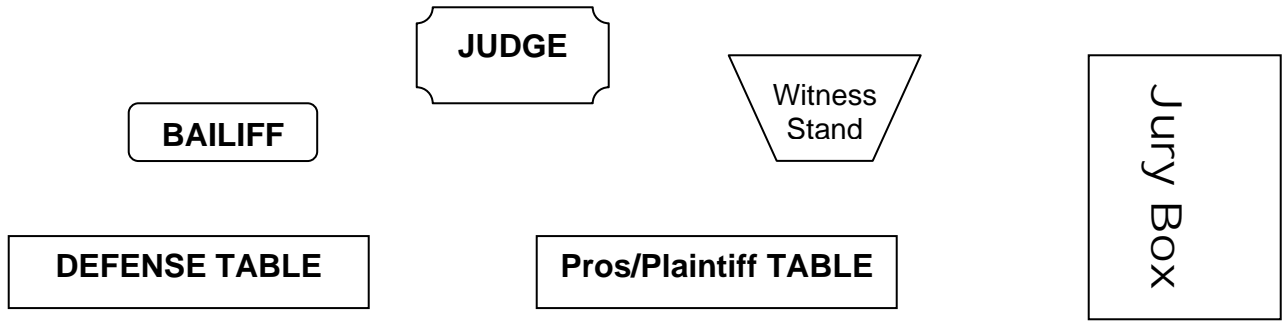 JUDGE
Witness
Stand
BAILIFF
Jury Box
DEFENSE TABLE
Pros/Plaintiff TABLE